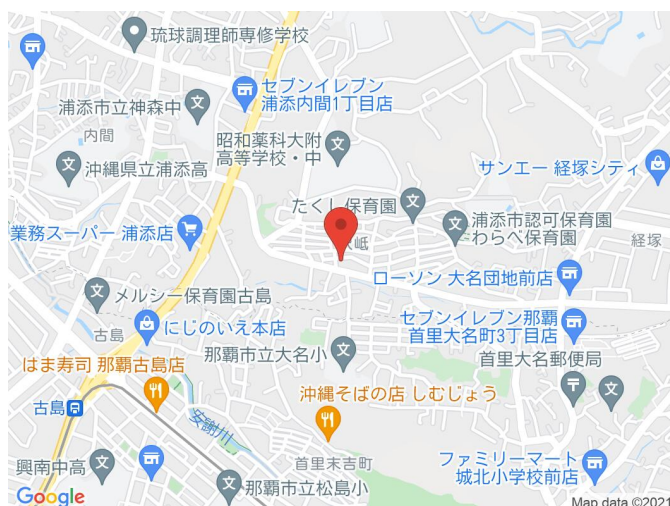 琉球調理師専修学校
セブンイレブン
浦添内間1丁目店
浦添市立神森中
内間
昭和薬科大附
高等学校・中
沖縄県立浦添高
サンエー 経塚シティ
たくし保育園
浦添市認可保育園
わらべ保育園
業務スーパー 浦添店
岻
経塚
ローソン 大名団地前店
メルシー保育園古島
古島
にじのいえ本店
セブンイレブン那覇
首里大名町3丁目店
那覇市立大名小
首里大名郵便局
はま寿司 那覇古島店
沖縄そばの店 しむじょう
古島
安謝川
首里末吉町
興南中高
ファミリーマート
城北小学校前店
那覇市立松島小
Google
Map data ©2021